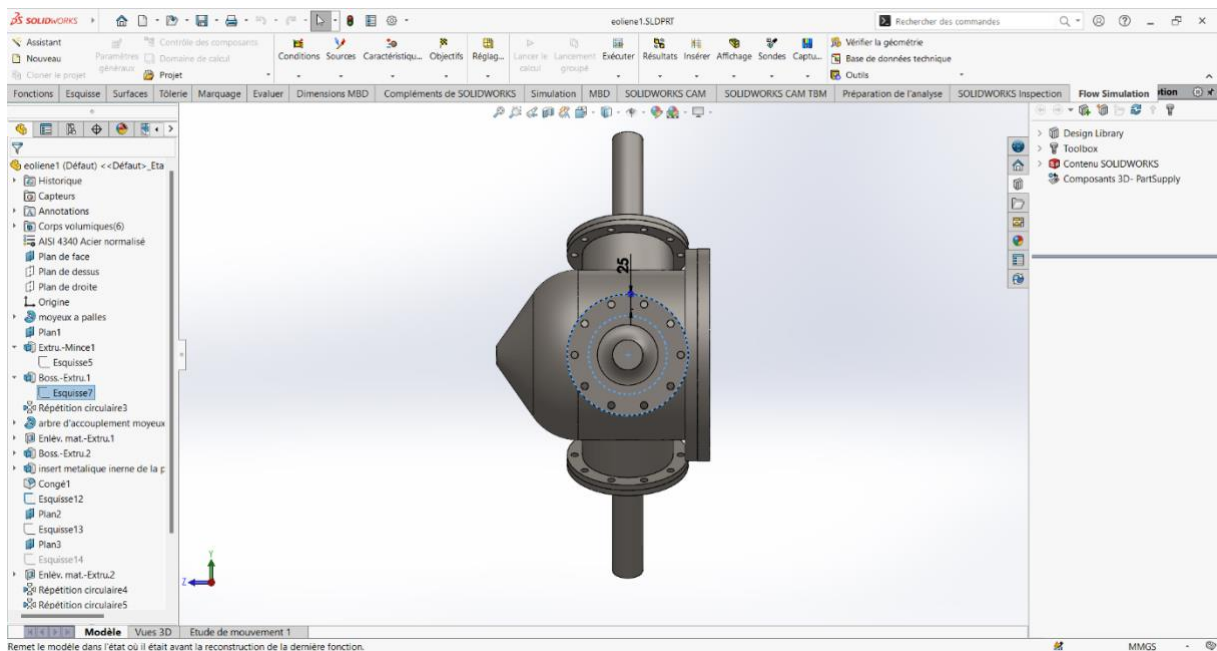 SOLIDWORKS
eoliene1.SLDPRT
Rechercher des commandes
Assistant
Nouveau
Cloner le projet
Paramètres généraux
Contrôle des composants
Domaine de calcul
Projet
Conditions Sources Caractéristiqu... Objectifs Réglag... Lancer le calcul Lancement groupé Exécuter Résultats Insérer Affichage Sondes Captu...
Vérifier la géométrie
Base de données technique
Outils
Fonctions Esquisse Surfaces Tôlerie Marquage Evaluer Dimensions MBD Compléments de SOLIDWORKS Simulation MBD SOLIDWORKS CAM SOLIDWORKS CAM TBM Préparation de l'analyse SOLIDWORKS Inspection Flow Simulation
eoliene1 (Défaut) <<Défaut>_Eta
Historique
Capteurs
Annotations
Corps volumiques(6)
AISI 4340 Acier normalisé
Plan de face
Plan de dessus
Plan de droite
Origine
moyeux a palles
Plan1
Extru.-Mince1
Esquisse5
Boss.-Extru.1
Esquisse7
Répétition circulaire3
arbre d'accouplement moyeux
Enlév. mat.-Extru.1
Boss.-Extru.2
insert metalique inerne de la p
Congé1
Esquisse12
Plan2
Esquisse13
Plan3
Esquisse14
Enlév. mat.-Extru.2
Répétition circulaire4
Répétition circulaire5
25
Y
Z
Design Library
Toolbox
Contenu SOLIDWORKS
Composants 3D- PartSupply
Modèle Vues 3D Etude de mouvement 1
Remet le modèle dans l'état où il était avant la reconstruction de la dernière fonction.
MMGS